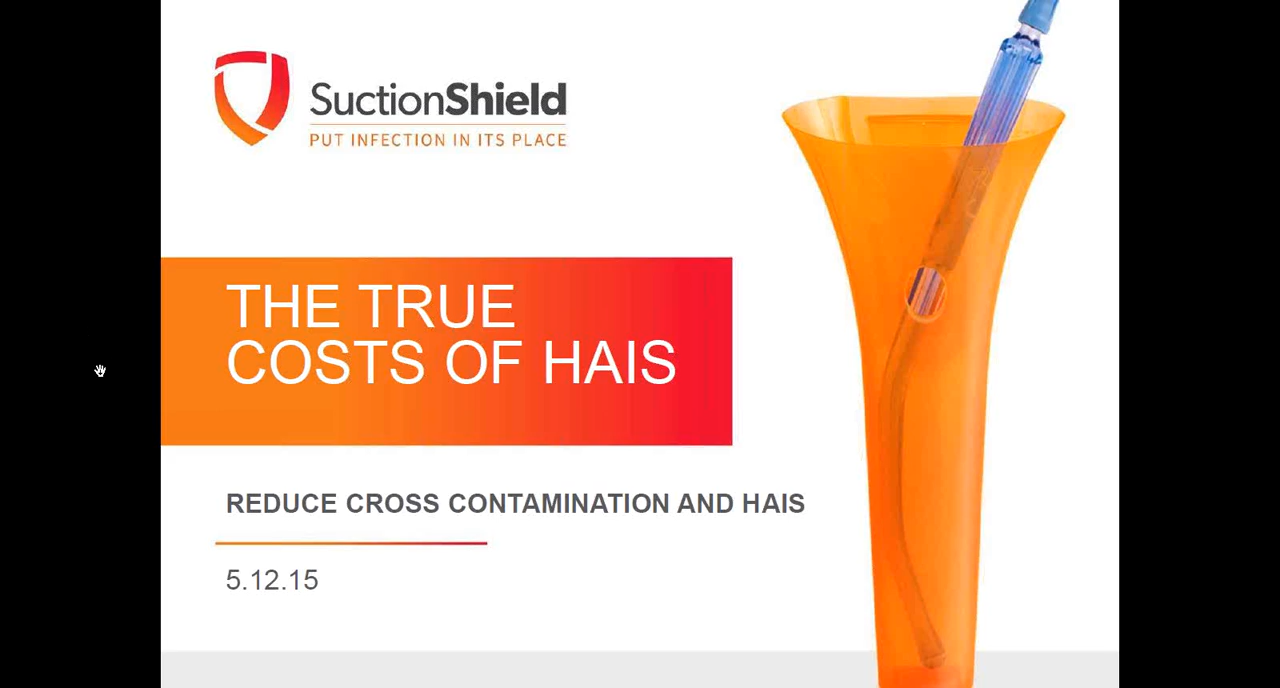 SuctionShield
PUT INFECTION IN ITS PLACE
THE TRUE
COSTS OF HAIS
REDUCE CROSS CONTAMINATION AND HAIS
5.12.15